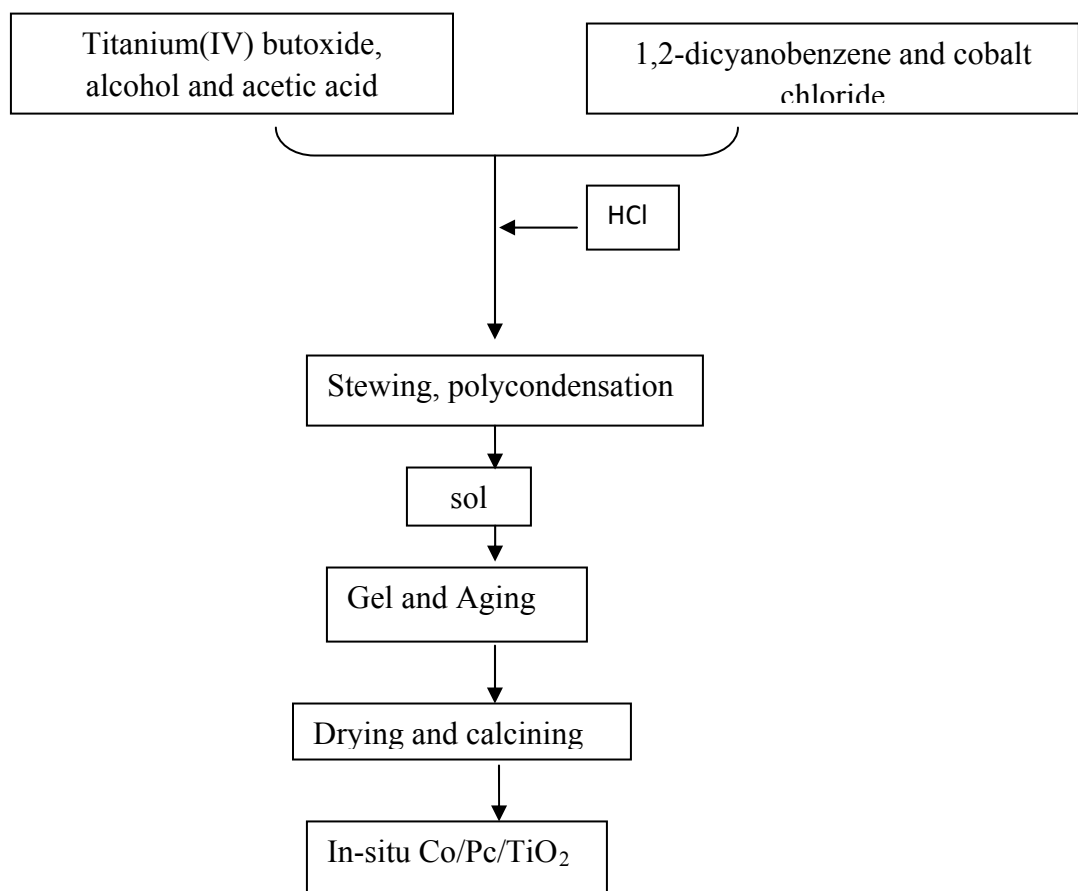 Titanium(IV) butoxide,
alcohol and acetic acid
1,2-dicyanobenzene and cobalt
chloride
HCl
Stewing, polycondensation
sol
Gel and Aging
Drying and calcining
In-situ Co/Pc/TiO₂